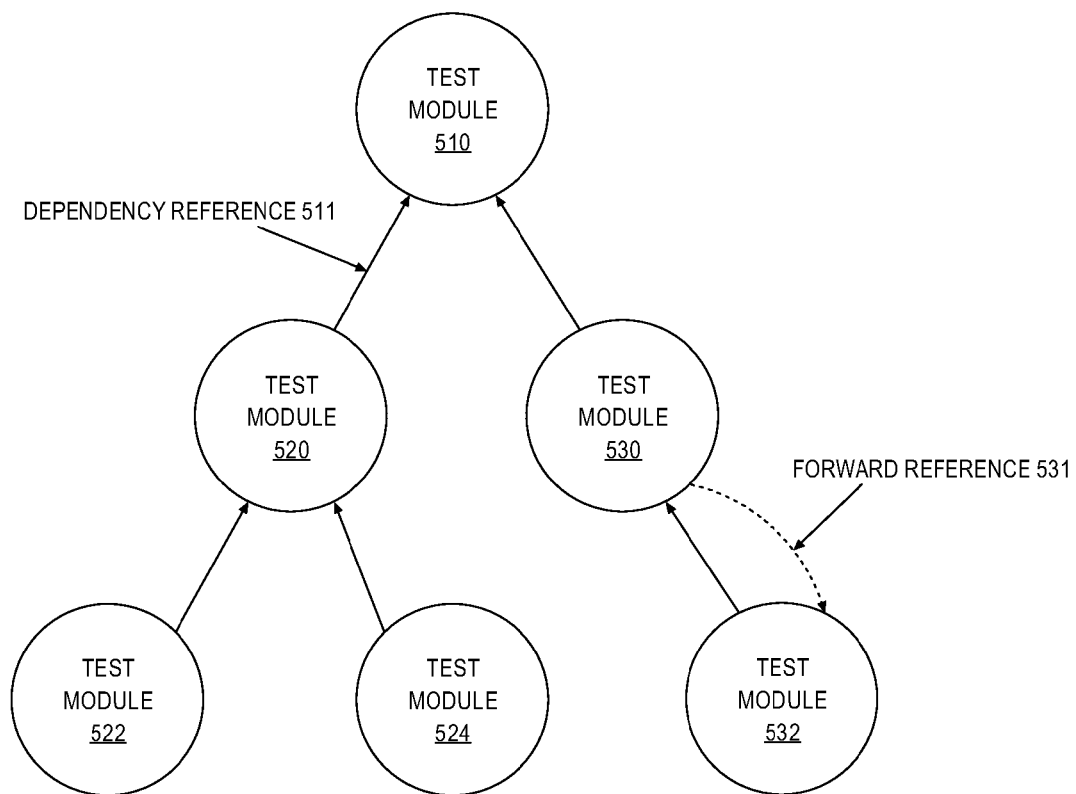 TEST
MODULE
510
DEPENDENCY REFERENCE 511
TEST
MODULE
520
TEST
MODULE
530
FORWARD REFERENCE 531
TEST
MODULE
522
TEST
MODULE
524
TEST
MODULE
532